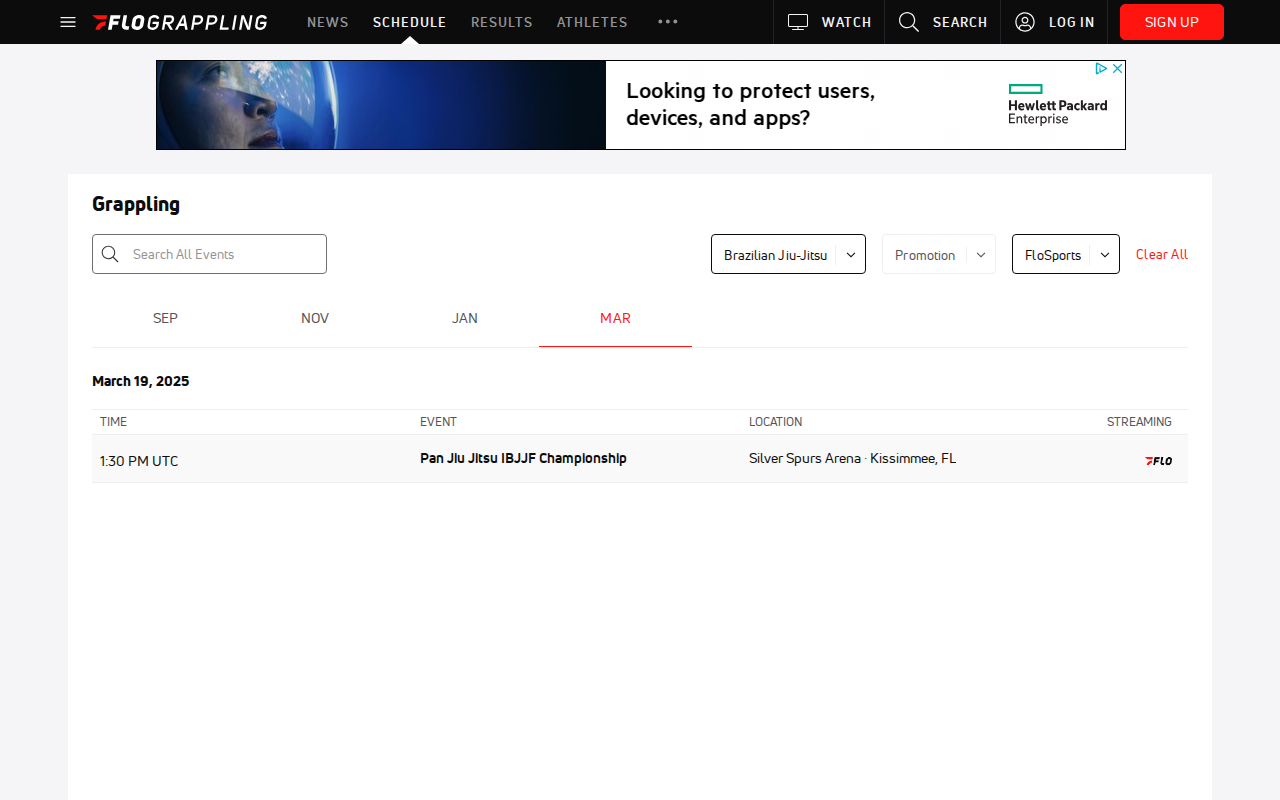 FLOGRAPPLING NEWS SCHEDULE RESULTS ATHLETES WATCH SEARCH LOG IN SIGN UP
Looking to protect users,
devices, and apps?
Hewlett Packard
Enterprise
Grappling
Search All Events Brazilian Jiu-Jitsu Promotion FloSports Clear All
SEP NOV JAN MAR
March 19, 2025
TIME EVENT LOCATION STREAMING
1:30 PM UTC Pan Jiu Jitsu IBJJF Championship Silver Spurs Arena · Kissimmee, FL FLO